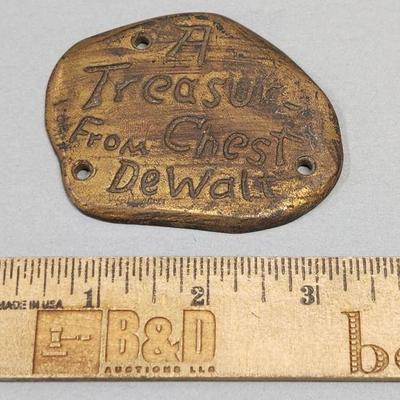 A
Treasure
From Chest
DeWalt
MADE IN USA 1 2 3
B&D
AUCTIONS LLC